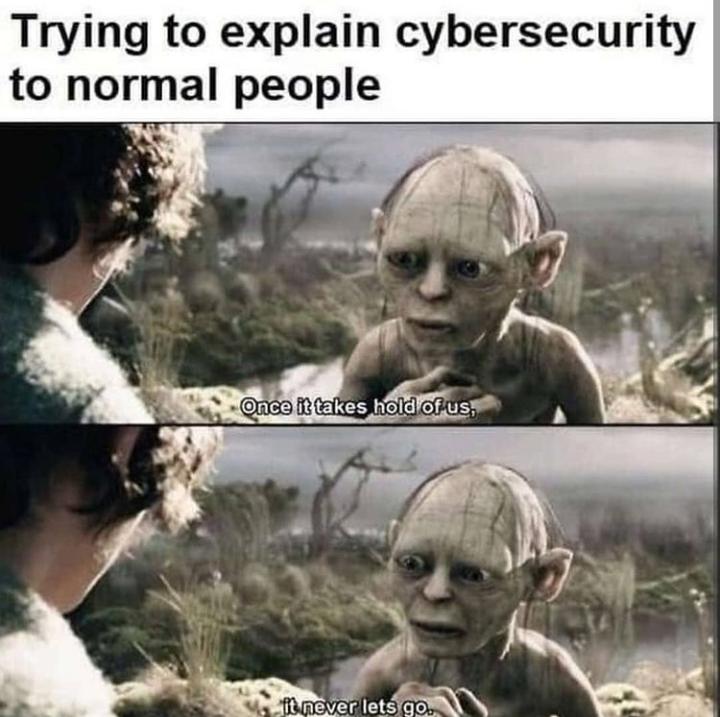 Trying to explain cybersecurity
to normal people
Once it takes hold of us,
it never lets go.